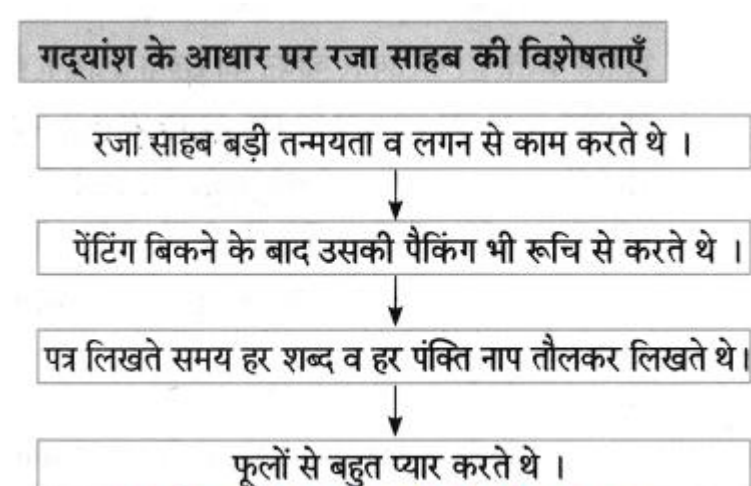 गद्यांश के आधार पर रजा साहब की विशेषताएँ
रजा साहब बड़ी तन्मयता व लगन से काम करते थे ।
पेंटिंग बिकने के बाद उसकी पैकिंग भी रूचि से करते थे ।
पत्र लिखते समय हर शब्द व हर पंक्ति नाप तौलकर लिखते थे।
फूलों से बहुत प्यार करते थे ।